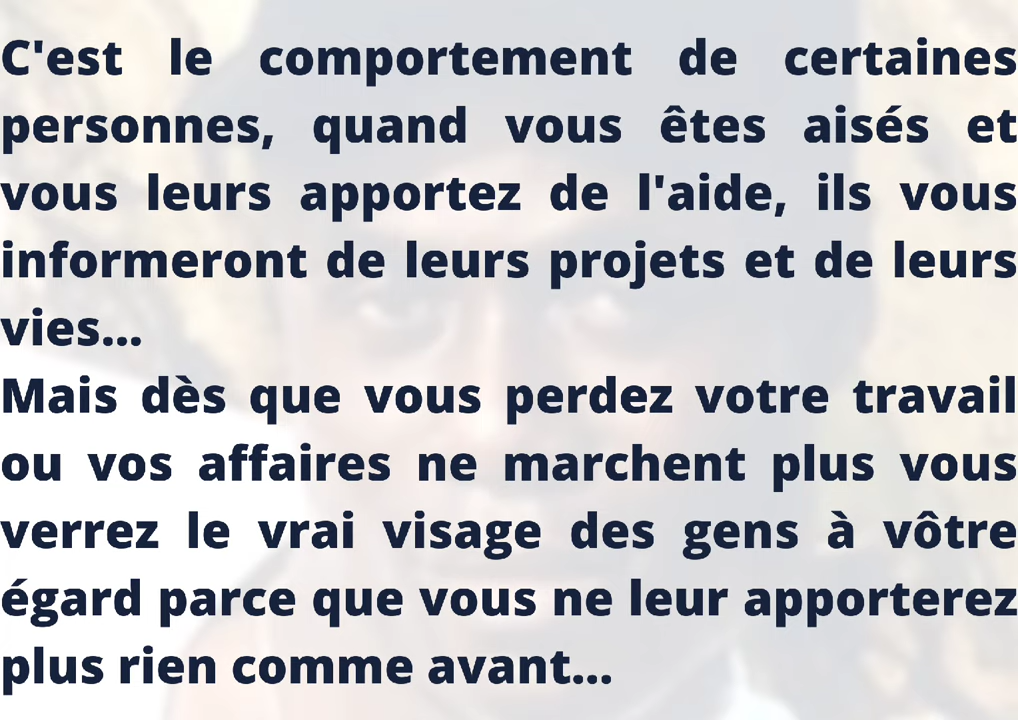 C'est le comportement de certaines
personnes, quand vous êtes aisés et
vous leurs apportez de l'aide, ils vous
informeront de leurs projets et de leurs
vies...
Mais dès que vous perdez votre travail
ou vos affaires ne marchent plus vous
verrez le vrai visage des gens à vôtre
égard parce que vous ne leur apporterez
plus rien comme avant...